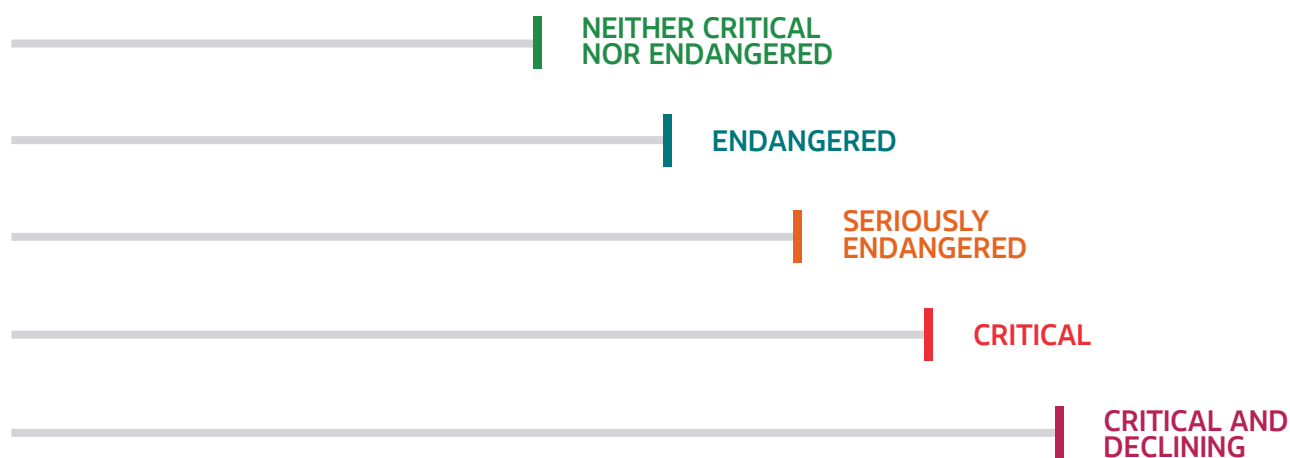 NEITHER CRITICAL
NOR ENDANGERED
ENDANGERED
SERIOUSLY
ENDANGERED
CRITICAL
CRITICAL AND
DECLINING